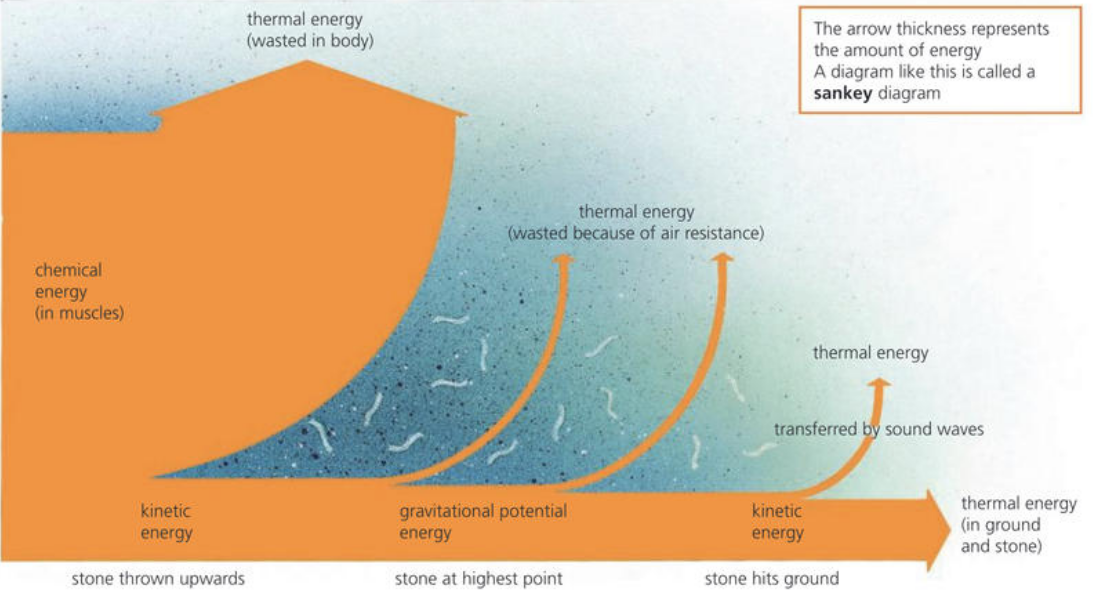 thermal energy
(wasted in body)
The arrow thickness represents
the amount of energy
A diagram like this is called a
sankey diagram
thermal energy
(wasted because of air resistance)
chemical
energy
(in muscles)
thermal energy
transferred by sound waves
kinetic
energy
gravitational potential
energy
kinetic
energy
thermal energy
(in ground
and stone)
stone thrown upwards
stone at highest point
stone hits ground